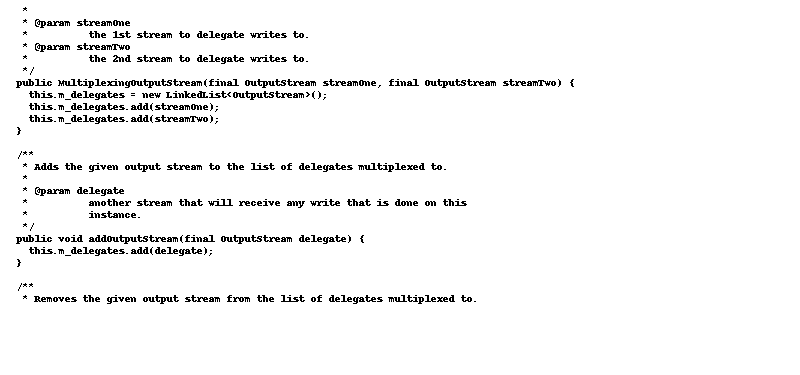 *
* @param streamOne
*          the 1st stream to delegate writes to.
* @param streamTwo
*          the 2nd stream to delegate writes to.
*/
public MultiplexingOutputStream(final OutputStream streamOne, final OutputStream streamTwo) {
  this.m_delegates = new LinkedList<OutputStream>();
  this.m_delegates.add(streamOne);
  this.m_delegates.add(streamTwo);
}
/**
 * Adds the given output stream to the list of delegates multiplexed to.
 *
 * @param delegate
 *          another stream that will receive any write that is done on this
 *          instance.
 */
public void addOutputStream(final OutputStream delegate) {
  this.m_delegates.add(delegate);
}
/**
 * Removes the given output stream from the list of delegates multiplexed to.